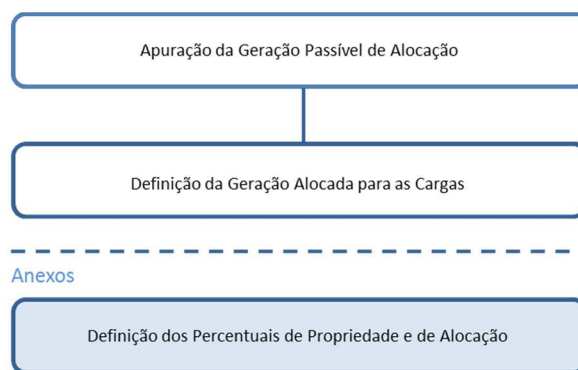 Apuração da Geração Passível de Alocação
Definição da Geração Alocada para as Cargas
Anexos
Definição dos Percentuais de Propriedade e de Alocação